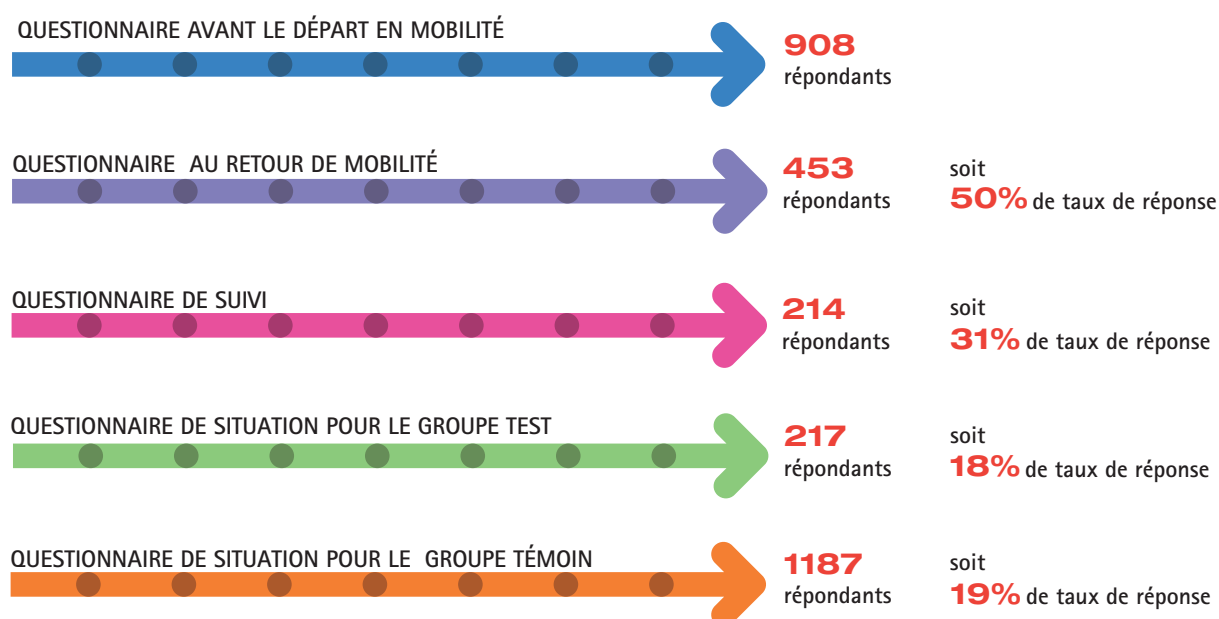 QUESTIONNAIRE AVANT LE DÉPART EN MOBILITÉ
908
répondants
QUESTIONNAIRE AU RETOUR DE MOBILITÉ
453
répondants
soit
50% de taux de réponse
QUESTIONNAIRE DE SUIVI
214
répondants
soit
31% de taux de réponse
QUESTIONNAIRE DE SITUATION POUR LE GROUPE TEST
217
répondants
soit
18% de taux de réponse
QUESTIONNAIRE DE SITUATION POUR LE GROUPE TÉMOIN
1187
répondants
soit
19% de taux de réponse